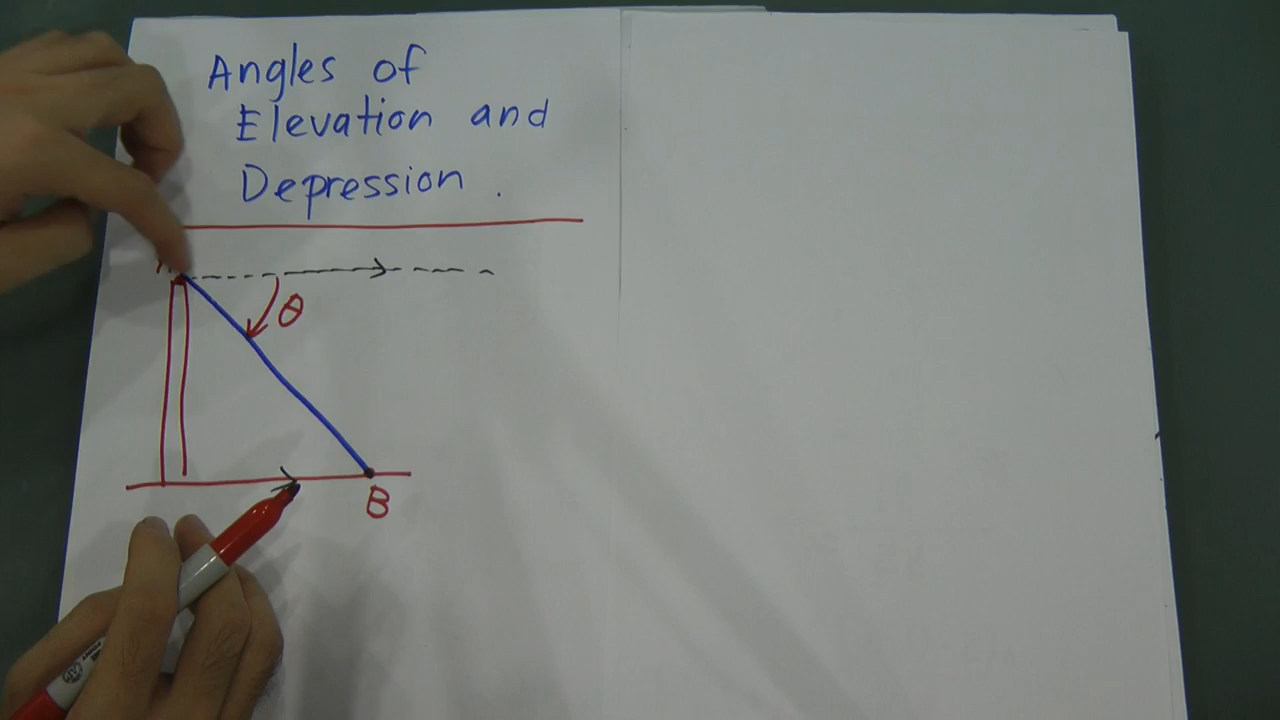 Angles of
Elevation and
Depression .
θ
B